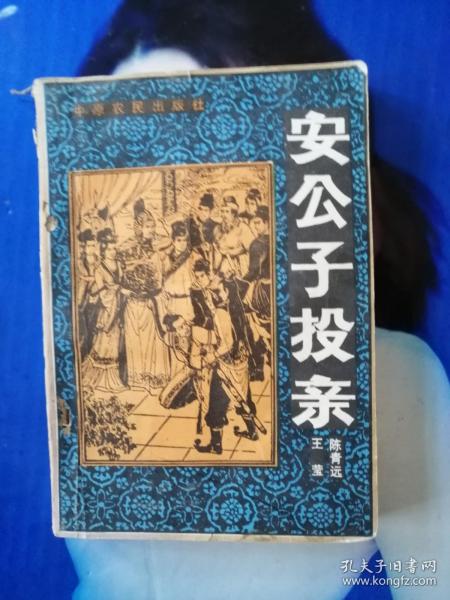 中原农民出版社
安公子投亲
陈青远
王莹
孔夫子旧书网
www.kongfz.com